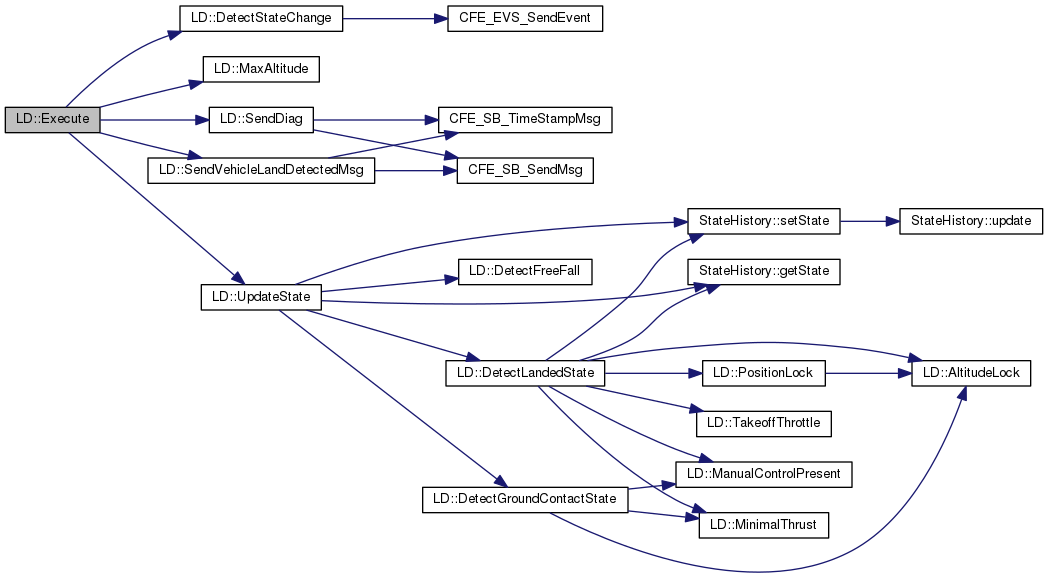 LD::DetectStateChange
CFE_EVS_SendEvent
LD::MaxAltitude
LD::Execute
LD::SendDiag
CFE_SB_TimeStampMsg
LD::SendVehicleLandDetectedMsg
CFE_SB_SendMsg
StateHistory::setState
StateHistory::update
LD::DetectFreeFall
StateHistory::getState
LD::UpdateState
LD::DetectLandedState
LD::PositionLock
LD::AltitudeLock
LD::TakeoffThrottle
LD::ManualControlPresent
LD::DetectGroundContactState
LD::MinimalThrust